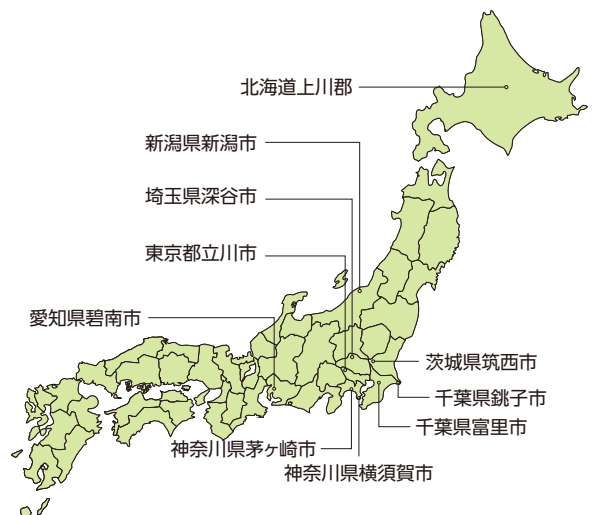 北海道上川郡
新潟県新潟市
埼玉県深谷市
東京都立川市
愛知県碧南市
茨城県筑西市
千葉県銚子市
千葉県富里市
神奈川県茅ヶ崎市
神奈川県横須賀市